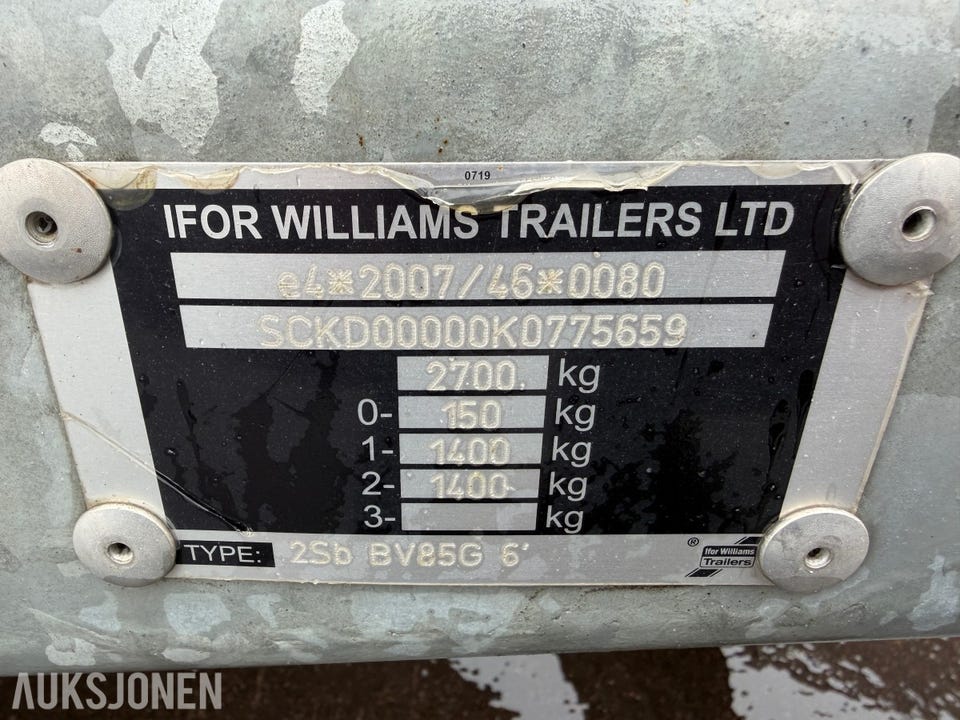 0719
IFOR WILLIAMS TRAILERS LTD
e4*2007/46*0080
SCKD00000K0775659
2700 kg
0- 150 kg
1- 1400 kg
2- 1400 kg
3- kg
TYPE: 2Sb BV85G 6'
® Ifor Williams
Trailers
AUKSJONEN